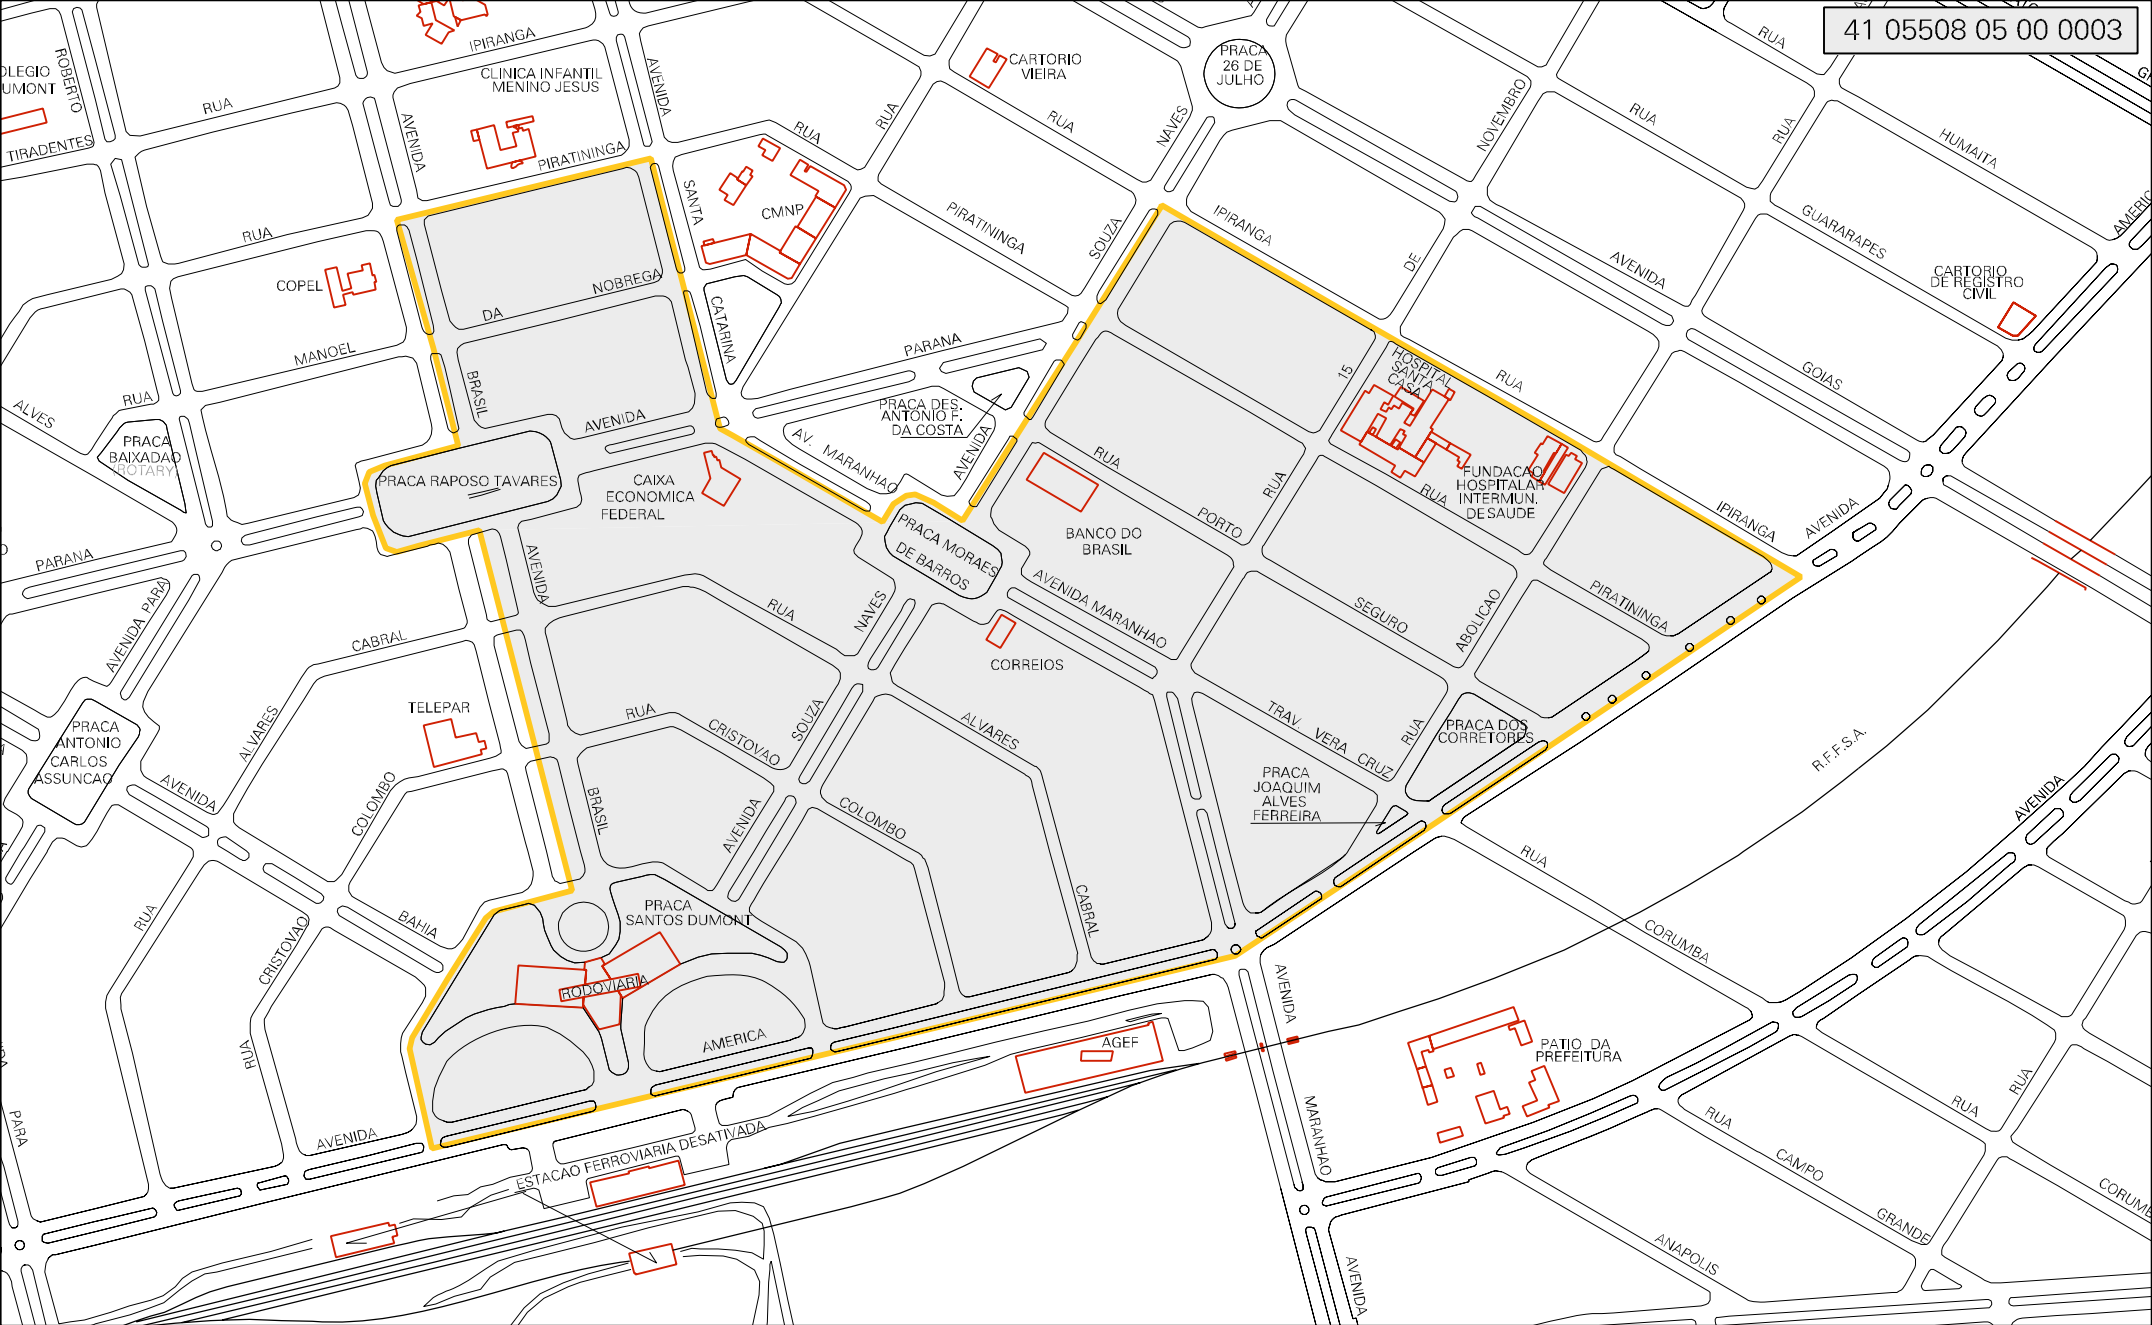 41 05508 05 00 0003
ROBERTO
OLEGIO
UMONT
TIRADENTES
RUA
IPIRANGA
CLINICA INFANTIL
MENINO JESUS
AVENIDA
AVENIDA
PIRATININGA
RUA
COPEL
MANOEL
RUA
ALVES
PRACA
BAIXADAO
(ROTARY)
SANTA
CMNP
RUA
RUA
CARTORIO
VIEIRA
RUA
NAVES
PRACA
26 DE
JULHO
NOVEMBRO
RUA
RUA
RUA
HUMAITA
GUARARAPES
AMERIC
CARTORIO
DE REGISTRO
CIVIL
PIRATININGA
SOUZA
IPIRANGA
DE
AVENIDA
GOIAS
NOBREGA
DA
CATARINA
BRASIL
AVENIDA
PARANA
PRACA DES.
ANTONIO F.
DA COSTA
AV. MARANHAO
AVENIDA
15
HOSPITAL
SANTA
CASA
RUA
RUA
FUNDACAO
HOSPITALAR
INTERMUN.
DE SAUDE
IPIRANGA
AVENIDA
PRACA RAPOSO TAVARES
CAIXA
ECONOMICA
FEDERAL
PRACA MORAES
DE BARROS
RUA
PORTO
RUA
BANCO DO
BRASIL
PARANA
AVENIDA PARA
AVENIDA
CABRAL
ALVARES
RUA
NAVES
AVENIDA MARANHAO
CORREIOS
SEGURO
ABOLICAO
PIRATININGA
TELEPAR
PRACA
ANTONIO
CARLOS
ASSUNCAO
AVENIDA
COLOMBO
RUA
CRISTOVAO
SOUZA
ALVARES
TRAV. VERA CRUZ
RUA
PRACA DOS
CORRETORES
R.F.F.S.A.
PRACA
JOAQUIM
ALVES
FERREIRA
BRASIL
AVENIDA
COLOMBO
AVENIDA
RUA
CORUMBA
RUA
CRISTOVAO
BAHIA
PRACA
SANTOS DUMONT
CABRAL
RODOVIARIA
AMERICA
RUA
AVENIDA
PARA
AGEF
AVENIDA
MARANHAO
AVENIDA
PATIO DA
PREFEITURA
ESTACAO FERROVIARIA DESATIVADA
RUA
CAMPO
GRANDE
RUA
RUA
CORUMB
ANAPOLIS